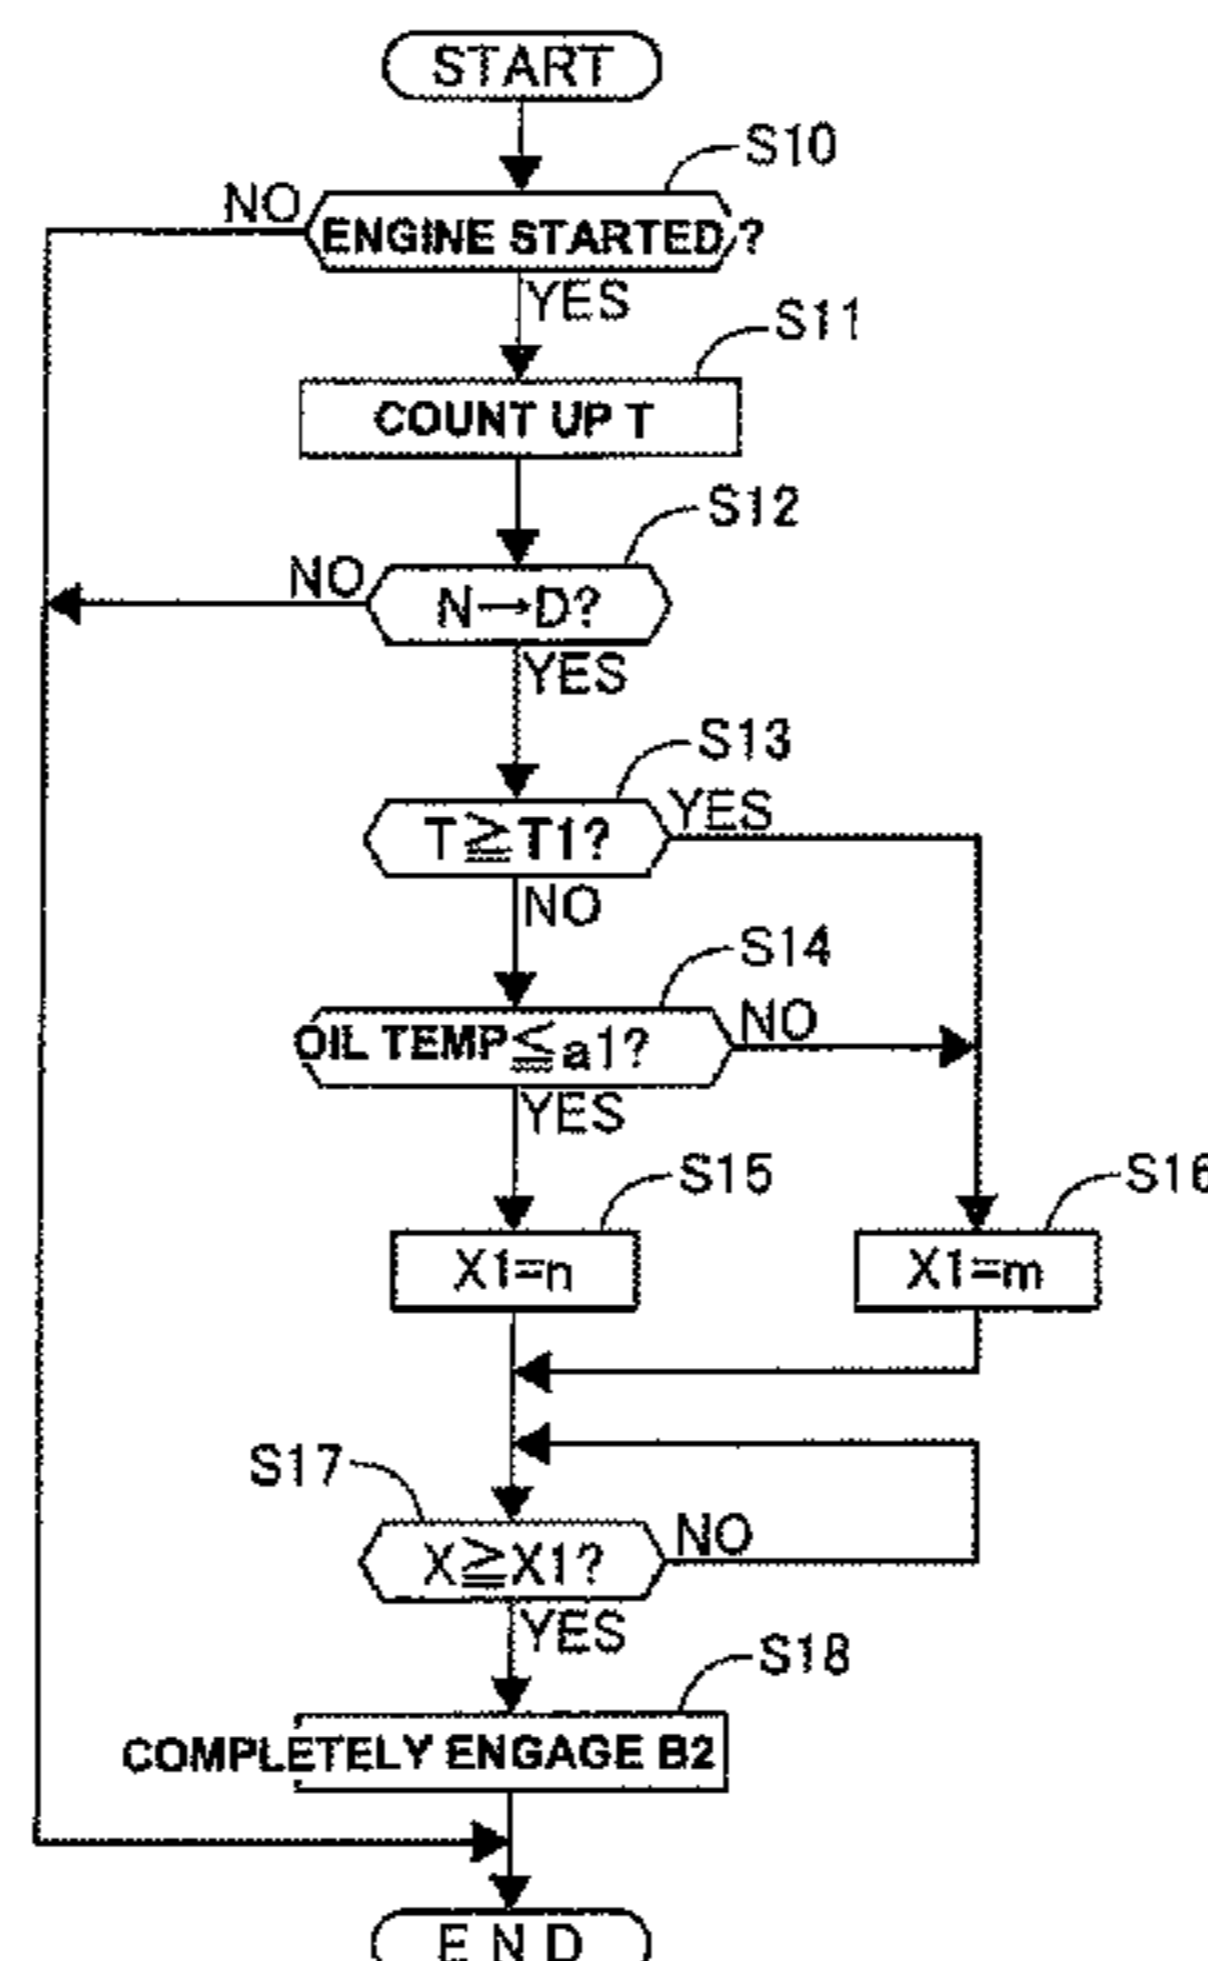 START
S10
NO
ENGINE STARTED?
YES
S11
COUNT UP T
S12
NO
N→D?
YES
S13
T≧T1?
YES
NO
S14
OIL TEMP≦a1?
NO
YES
S15
S16
X1=n
X1=m
S17
X≧X1?
NO
YES
S18
COMPLETELY ENGAGE B2
END